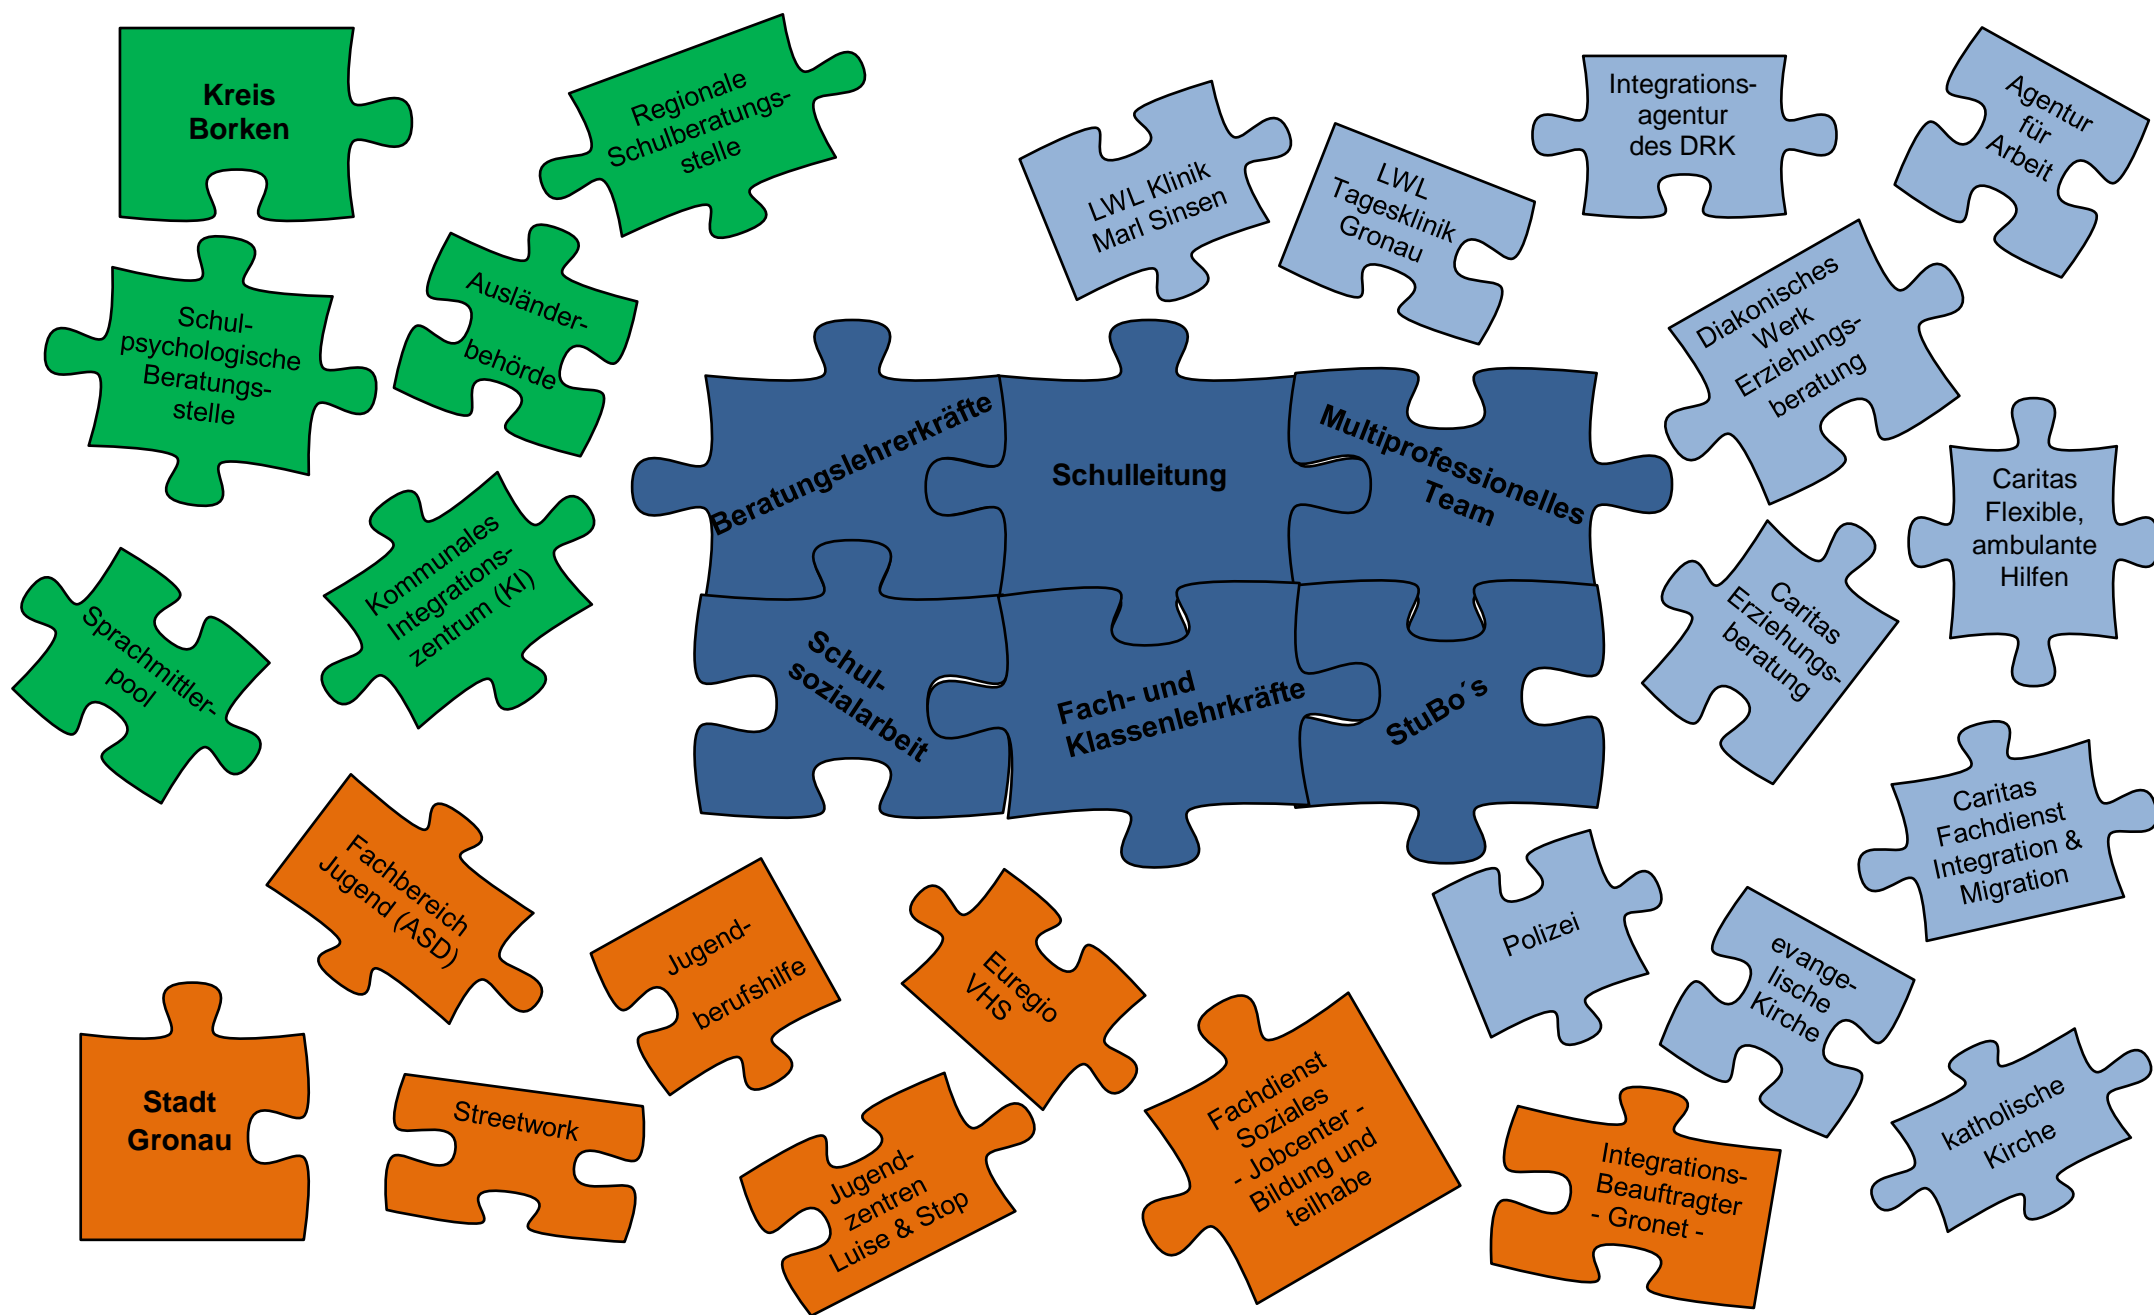 Kreis
Borken
Regionale
Schulberatungs-
stelle
Schul-
psychologische
Beratungs-
stelle
Ausländer-
behörde
Kommunales
Integrations-
zentrum (KI)
Sprachmittler-
pool
LWL Klinik
Marl Sinsen
LWL
Tagesklinik
Gronau
Integrations-
agentur
des DRK
Agentur
für
Arbeit
Diakonisches
Werk
Erziehungs-
beratung
Caritas
Flexible,
ambulante
Hilfen
Caritas
Erziehungs-
beratung
Caritas
Fachdienst
Integration &
Migration
Beratungslehrerkräfte
Schulleitung
Multiprofessionelles
Team
Schul-
sozialarbeit
Fach- und
Klassenlehrkräfte
StuBo´s
Polizei
evange-
lische
Kirche
katholische
Kirche
Fachbereich
Jugend (ASD)
Jugend-
berufshilfe
Euregio
VHS
Stadt
Gronau
Streetwork
Jugend-
zentren
Luise & Stop
Fachdienst
Soziales
- Jobcenter -
Bildung und
teilhabe
Integrations-
Beauftragter
- Gronet -